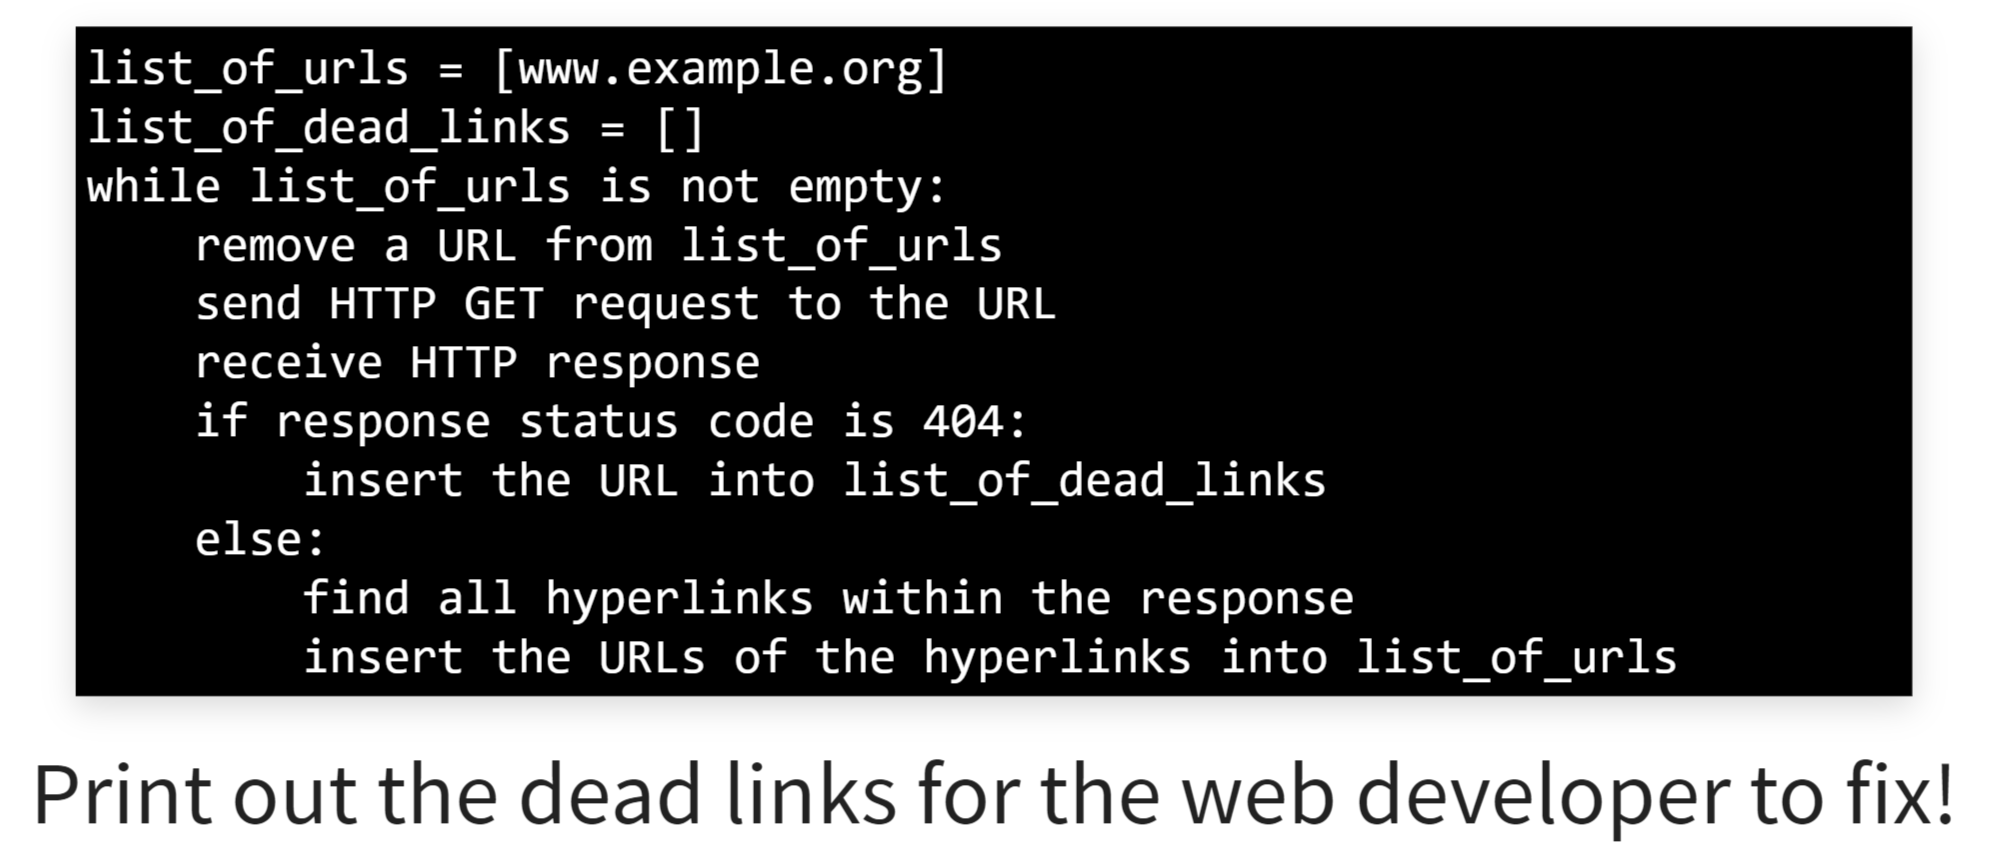 list_of_urls = [www.example.org]
list_of_dead_links = []
while list_of_urls is not empty:
    remove a URL from list_of_urls
    send HTTP GET request to the URL
    receive HTTP response
    if response status code is 404:
        insert the URL into list_of_dead_links
    else:
        find all hyperlinks within the response
        insert the URLs of the hyperlinks into list_of_urls
Print out the dead links for the web developer to fix!